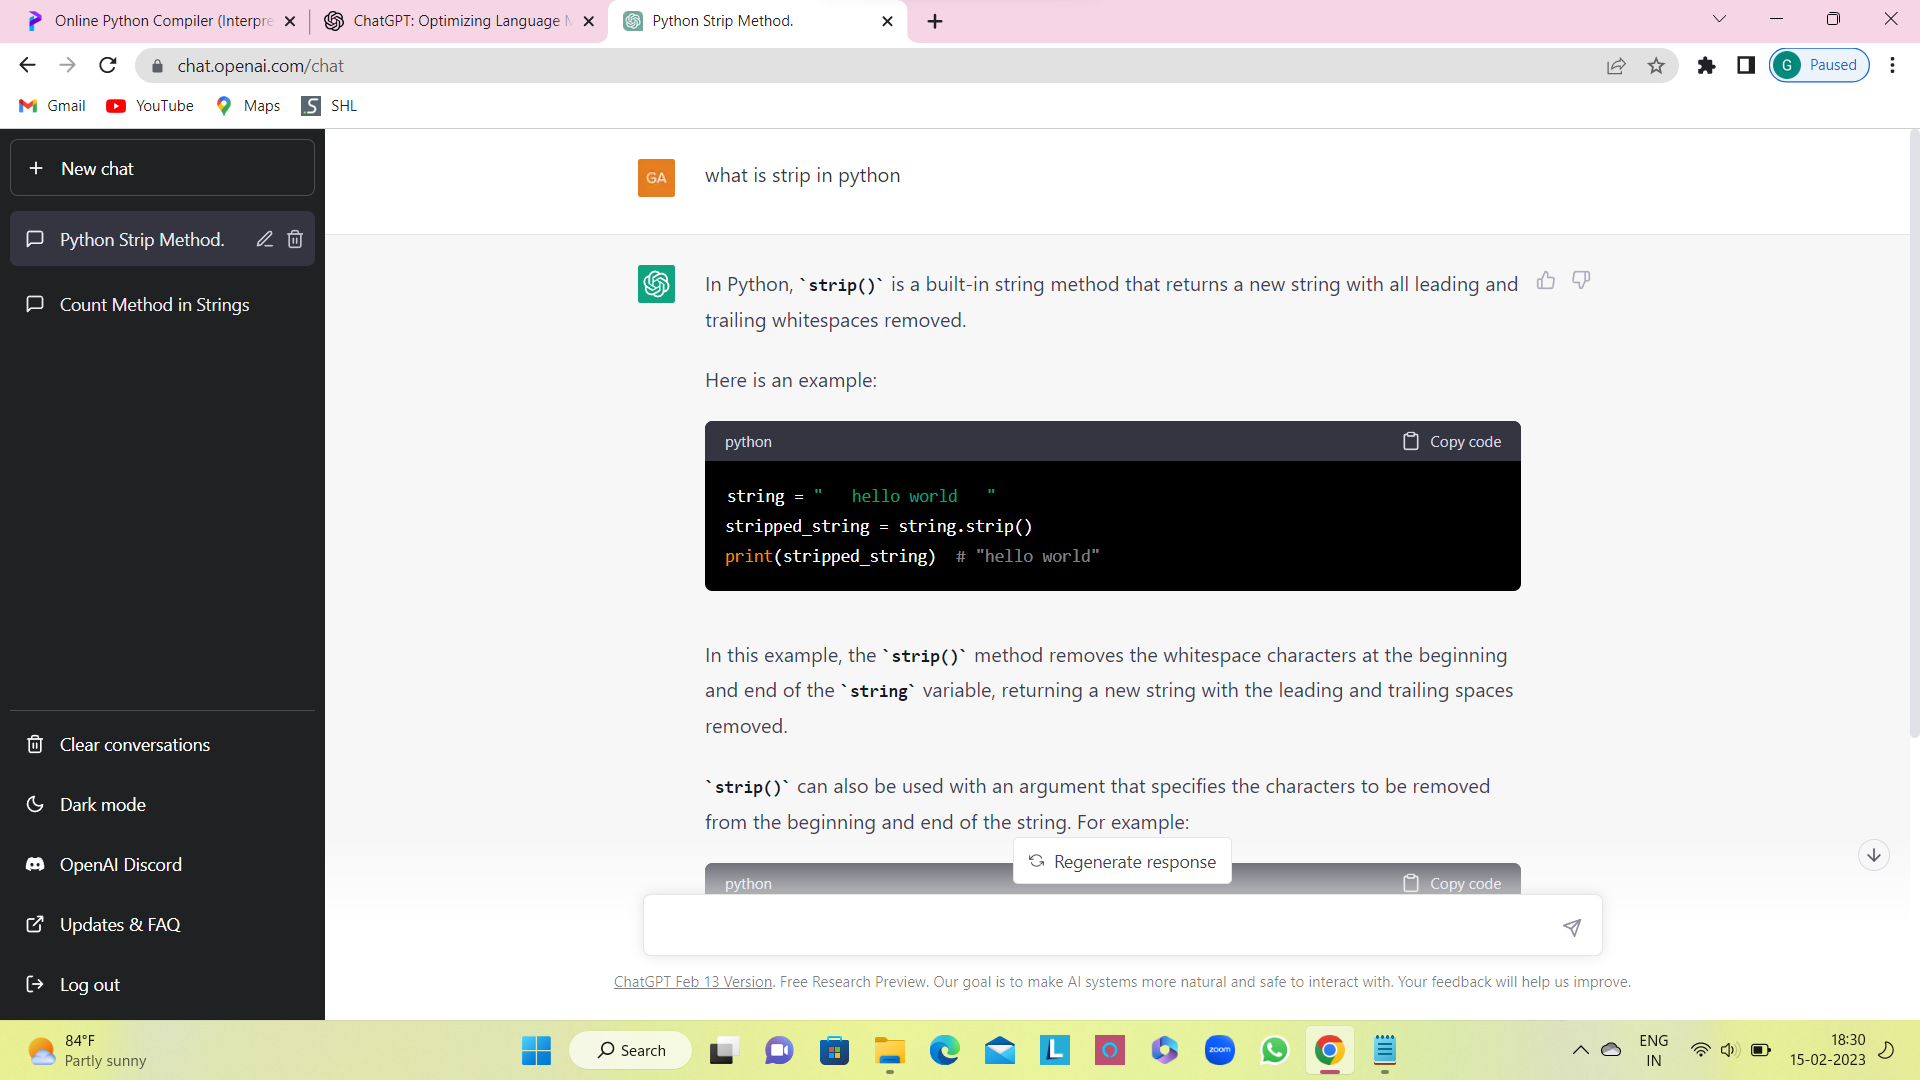 Online Python Compiler (Interpre
ChatGPT: Optimizing Language M
Python Strip Method.
chat.openai.com/chat
G Paused
Gmail
YouTube
Maps
SHL
New chat
Python Strip Method.
Count Method in Strings
Clear conversations
Dark mode
OpenAI Discord
Updates & FAQ
Log out
GA
what is strip in python
In Python, `strip()` is a built-in string method that returns a new string with all leading and
trailing whitespaces removed.
Here is an example:
python
Copy code
string = "   hello world   "
stripped_string = string.strip()
print(stripped_string)  # "hello world"
In this example, the `strip()` method removes the whitespace characters at the beginning
and end of the `string` variable, returning a new string with the leading and trailing spaces
removed.
`strip()` can also be used with an argument that specifies the characters to be removed
from the beginning and end of the string. For example:
Regenerate response
python
Copy code
ChatGPT Feb 13 Version. Free Research Preview. Our goal is to make AI systems more natural and safe to interact with. Your feedback will help us improve.
84°F
Partly sunny
Search
L
zoom
ENG
IN
18:30
15-02-2023